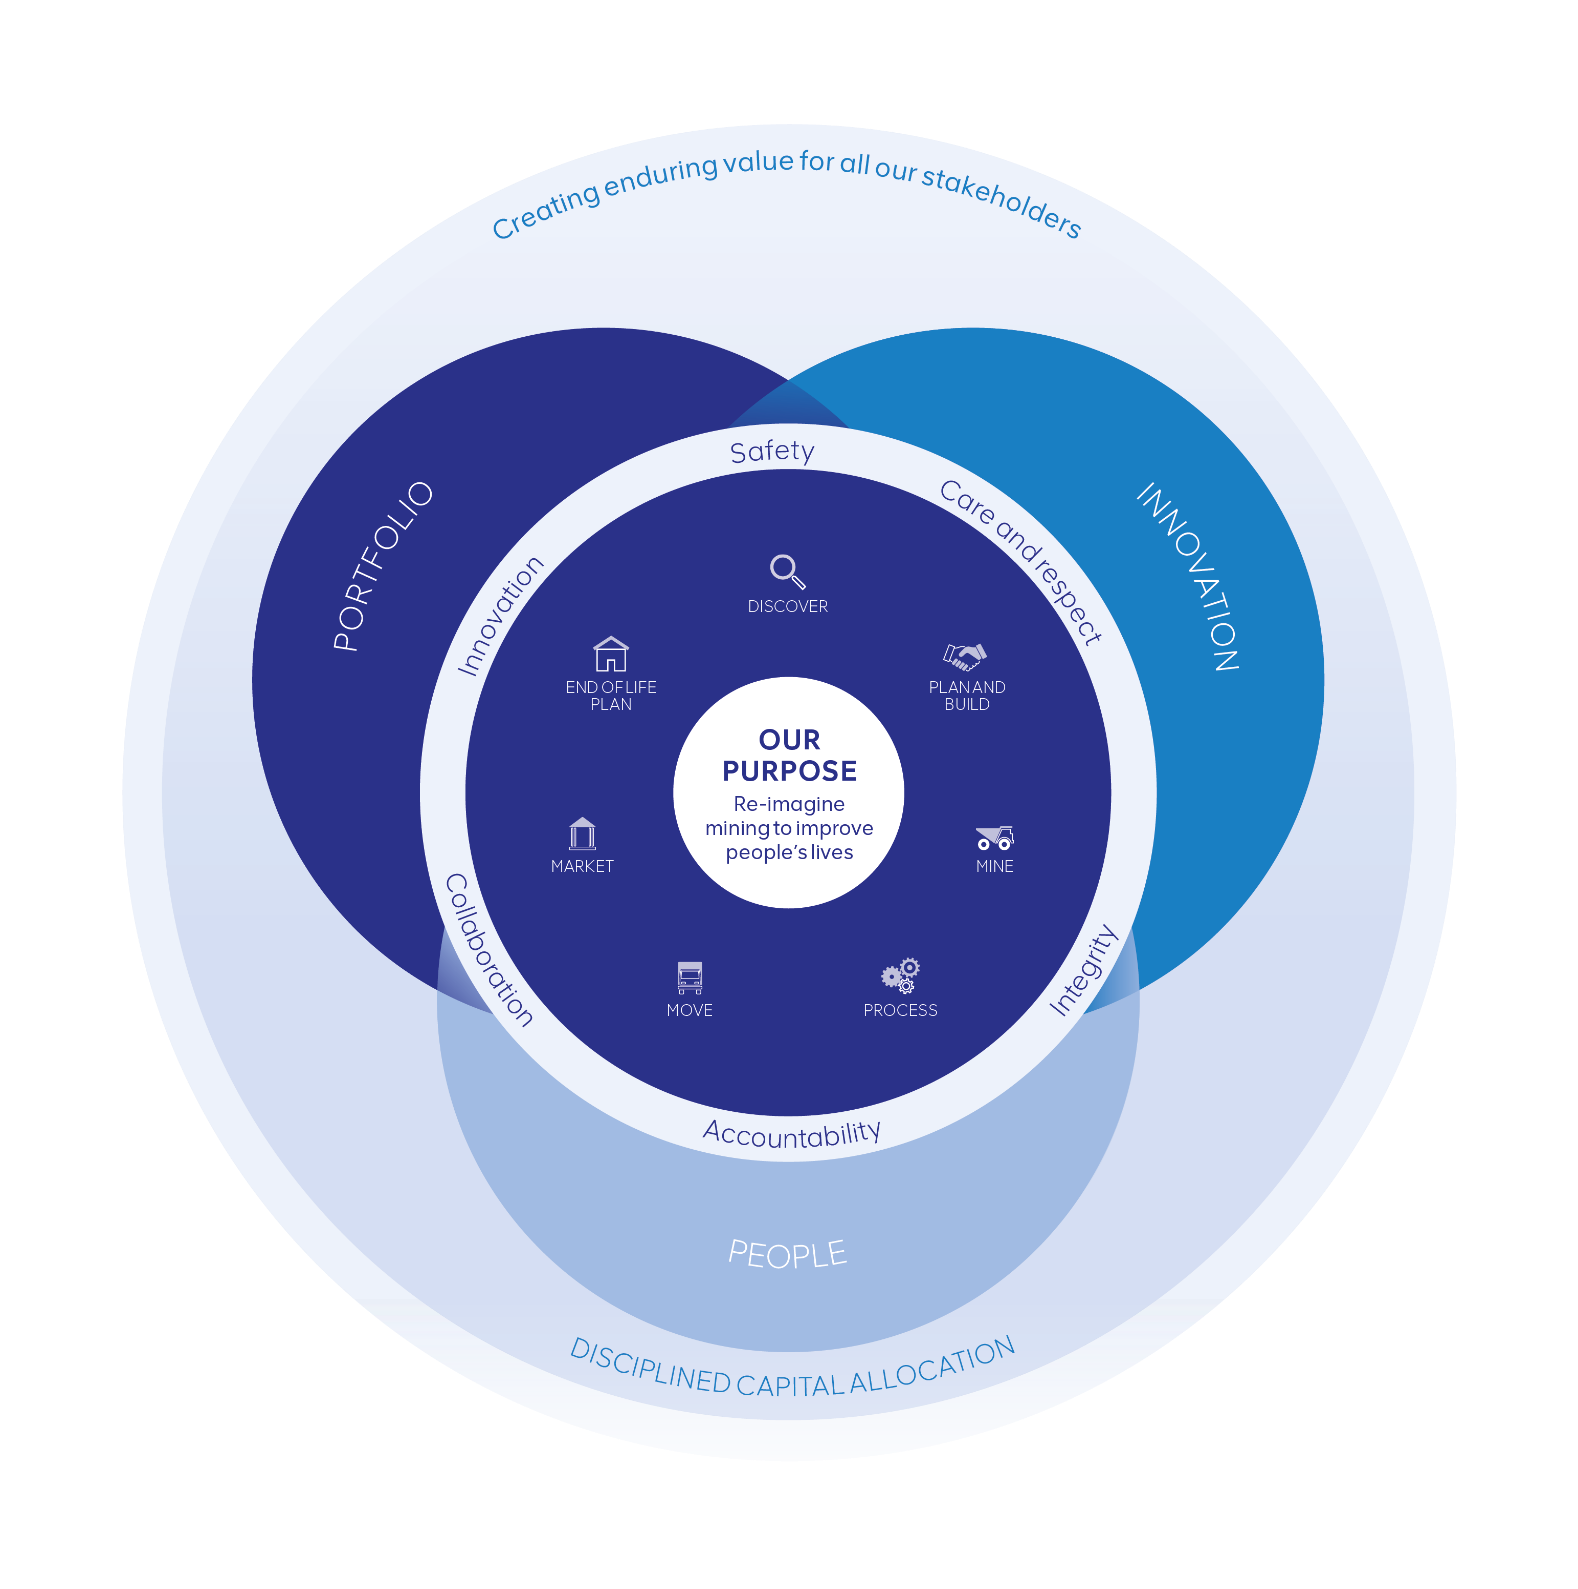 Creating enduring value for all our stakeholders
PORTFOLIO
INNOVATION
Safety
Care and respect
Integrity
Accountability
Collaboration
Innovation
DISCOVER
PLAN AND
BUILD
MINE
PROCESS
MOVE
MARKET
END OF LIFE
PLAN
OUR
PURPOSE
Re-imagine
mining to improve
people's lives
PEOPLE
DISCIPLINED CAPITAL ALLOCATION